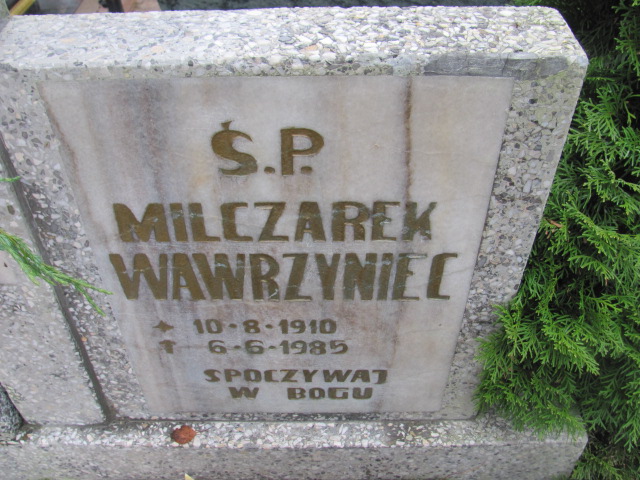 Ś.P.
MILCZAREK
WAWRZYNIEC
✦ 10-8-1910
✝ 6-6-1985
SPOCZYWAJ
W BOGU